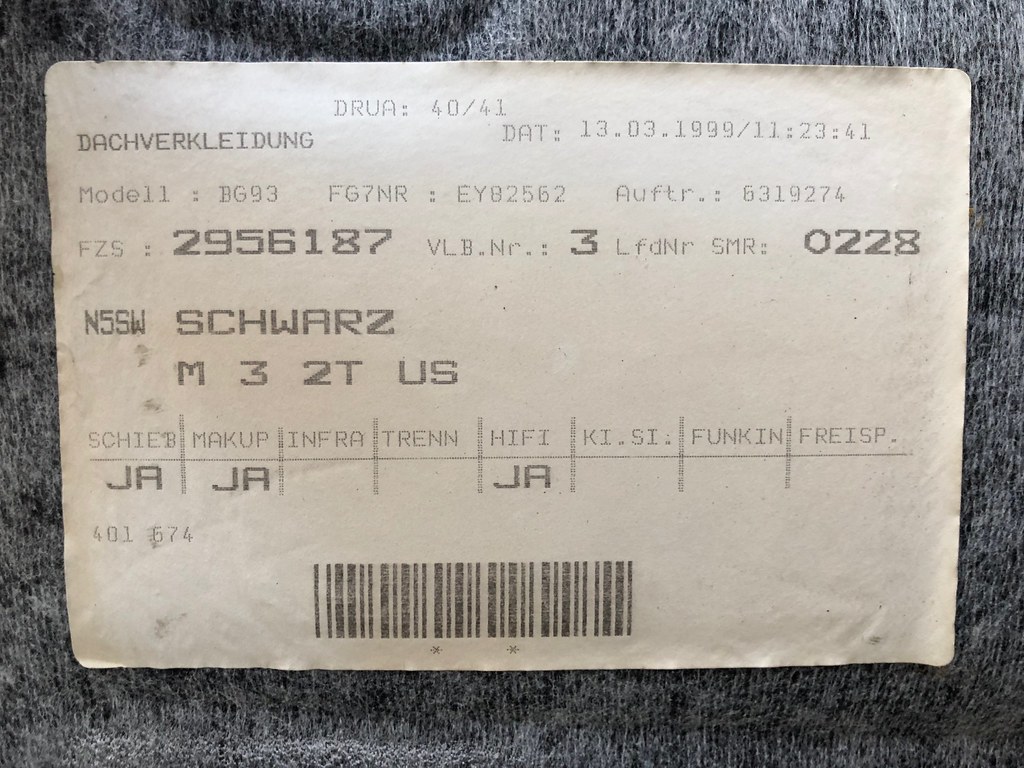 DRUA: 40/41
DACHVERKLEIDUNG DAT: 13.03.1999/11:23:41
Modell : BG93 FG7NR : EY82562 Auftr.: 6319274
FZS : 2956187 VLB.Nr.: 3 LfdNr SMR: 0228
N5SW SCHWARZ
M 3 2T US
SCHIEB MAKUP INFRA TRENN HIFI KI.SI. FUNKIN FREISP.
JA JA JA
401 674
* *